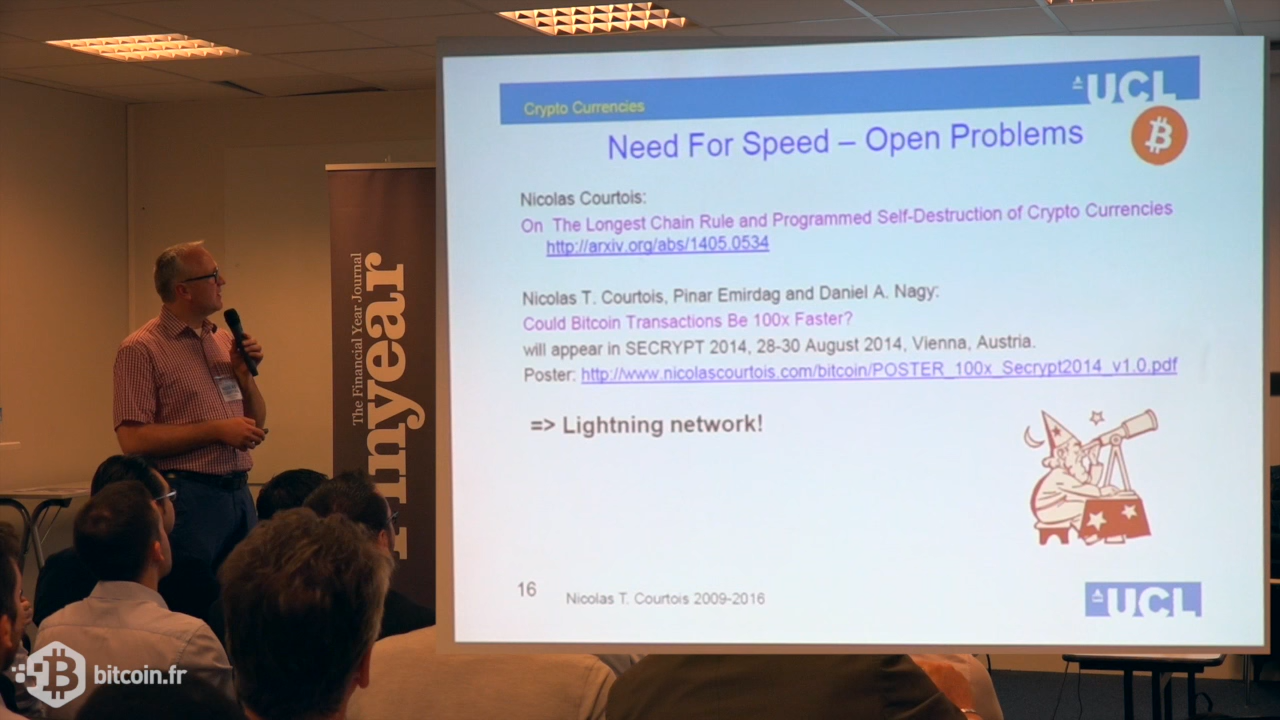 Crypto Currencies
UCL
Need For Speed – Open Problems
Nicolas Courtois:
On The Longest Chain Rule and Programmed Self-Destruction of Crypto Currencies
http://arxiv.org/abs/1405.0534
Nicolas T. Courtois, Pinar Emirdag and Daniel A. Nagy:
Could Bitcoin Transactions Be 100x Faster?
will appear in SECRYPT 2014, 28-30 August 2014, Vienna, Austria.
Poster: http://www.nicolascourtois.com/bitcoin/POSTER_100x_Secrypt2014_v1.0.pdf
=> Lightning network!
16
Nicolas T. Courtois 2009-2016
UCL
The Financial Year Journal
Finyear
bitcoin.fr